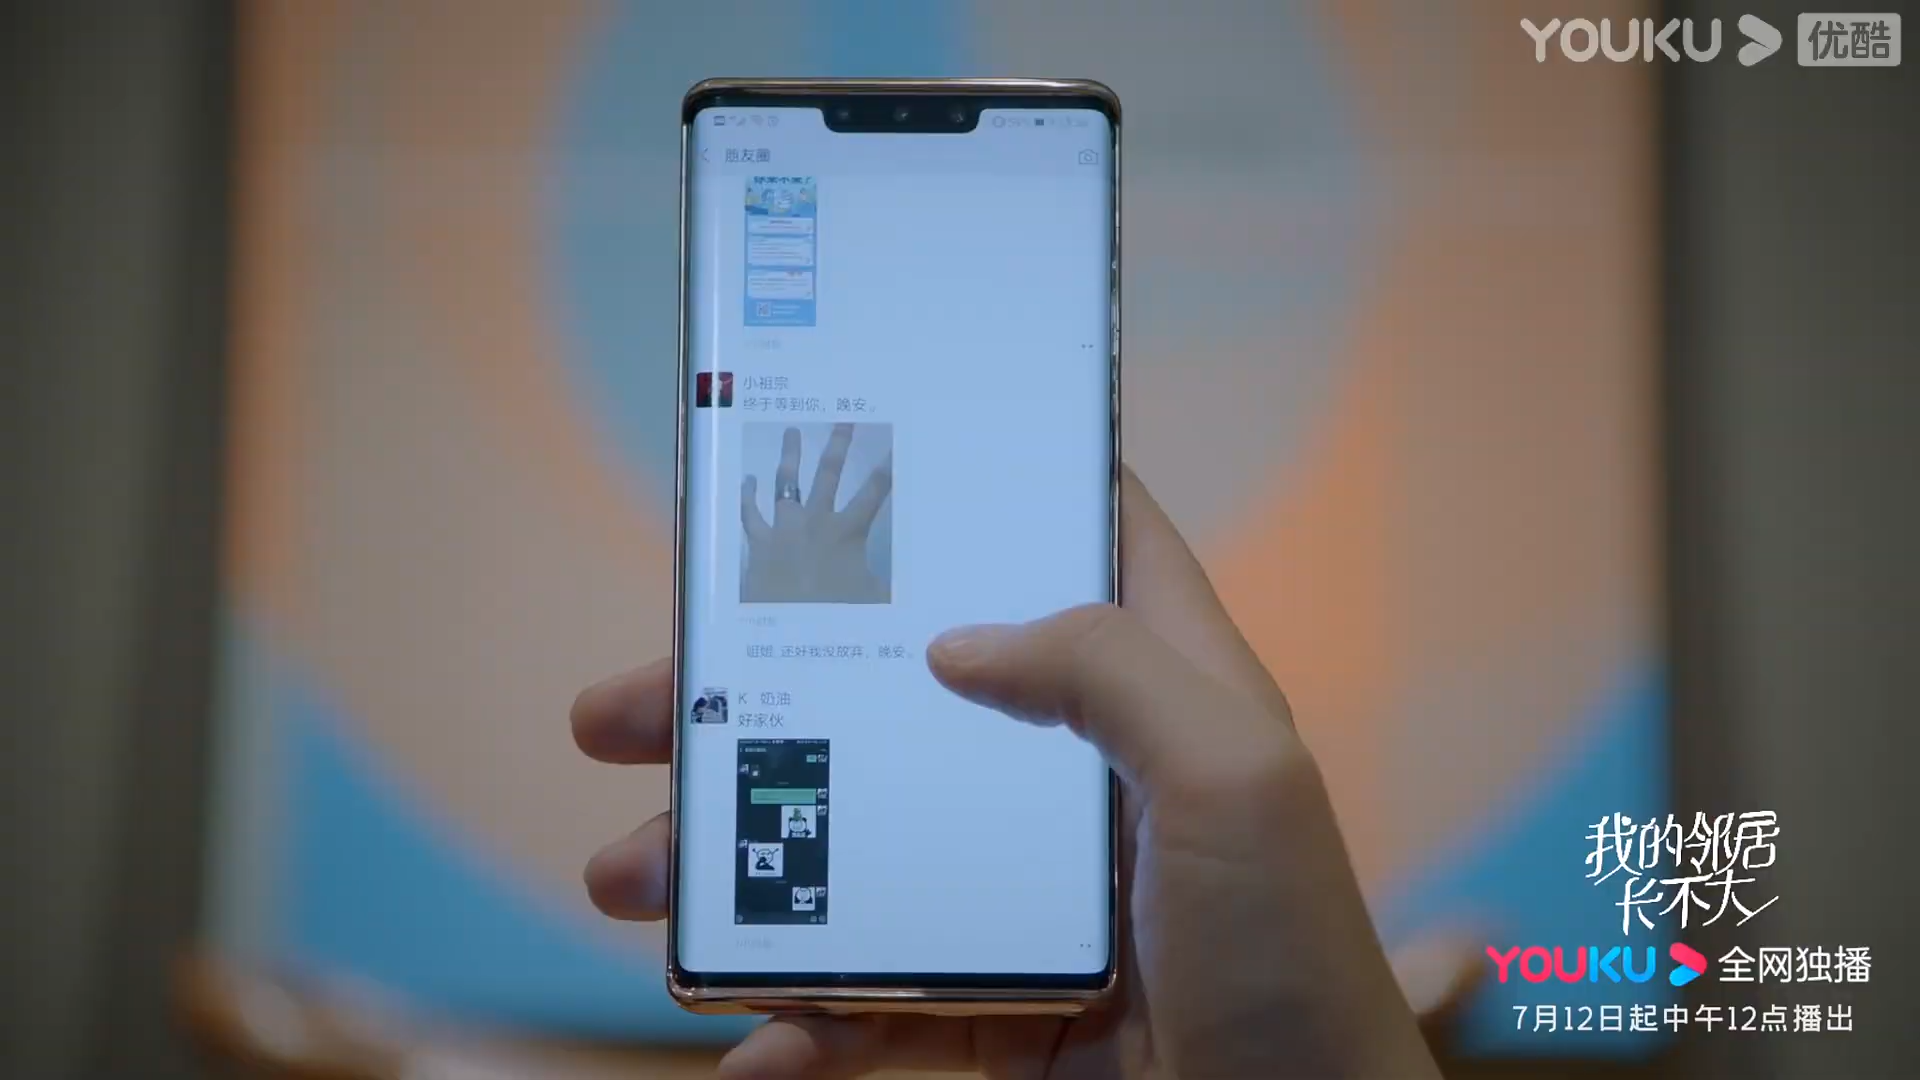 YOUKU 优酷
朋友圈
小祖宗
终于等到你，晚安。
姐姐 还好我没放弃，晚安。
K 奶油
好家伙
我的邻居
长不大
YOUKU 全网独播
7月12日起中午12点播出